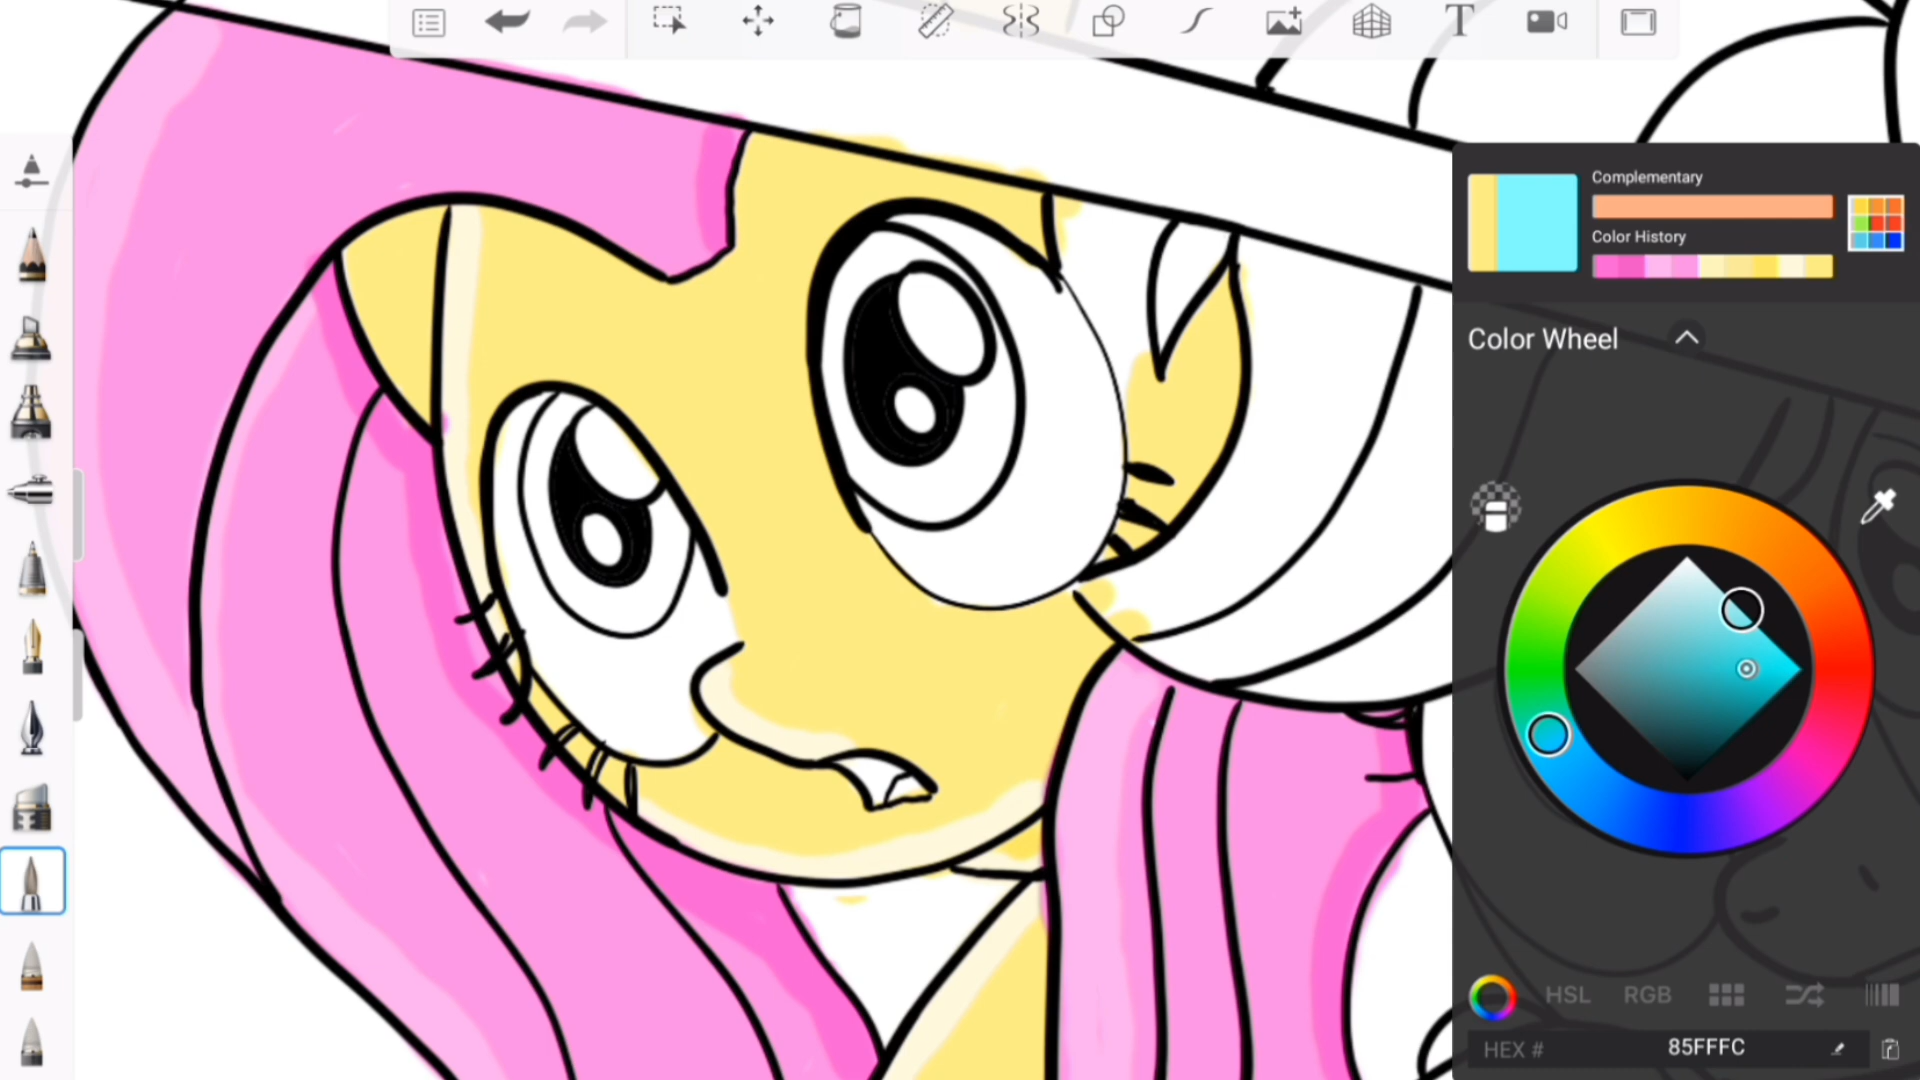 T
Complementary
Color History
Color Wheel
HSL RGB
HEX # 85FFFC